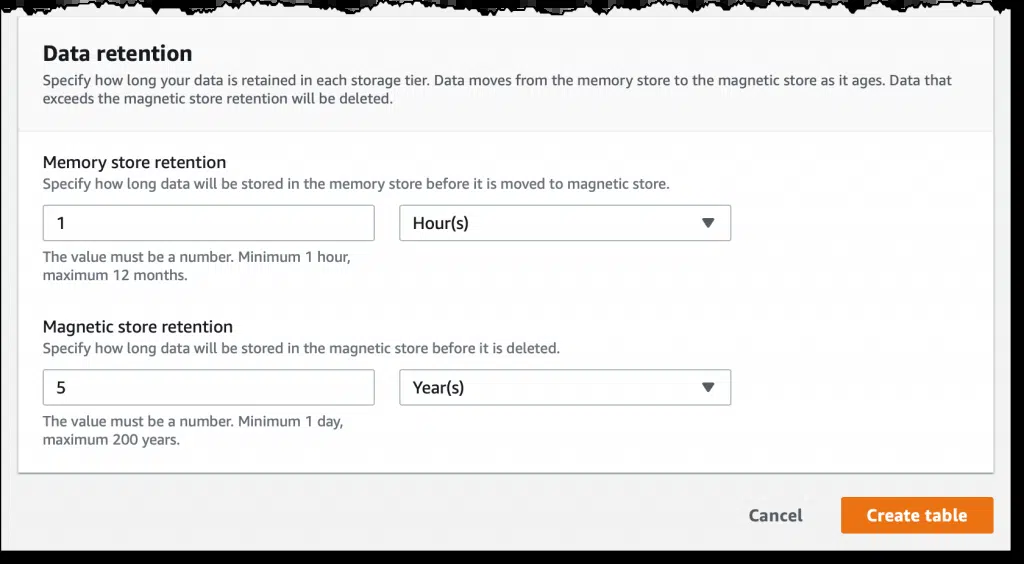 Data retention
Specify how long your data is retained in each storage tier. Data moves from the memory store to the magnetic store as it ages. Data that
exceeds the magnetic store retention will be deleted.
Memory store retention
Specify how long data will be stored in the memory store before it is moved to magnetic store.
1 Hour(s)
The value must be a number. Minimum 1 hour,
maximum 12 months.
Magnetic store retention
Specify how long data will be stored in the magnetic store before it is deleted.
5 Year(s)
The value must be a number. Minimum 1 day,
maximum 200 years.
Cancel Create table